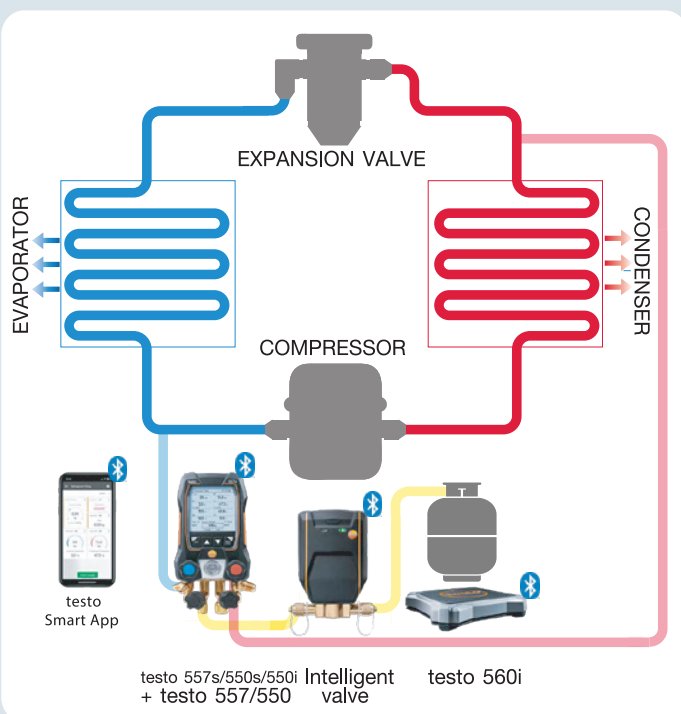 EXPANSION VALVE
EVAPORATOR
CONDENSER
COMPRESSOR
testo
Smart App
testo 557s/550s/550i
+ testo 557/550
Intelligent
valve
testo 560i